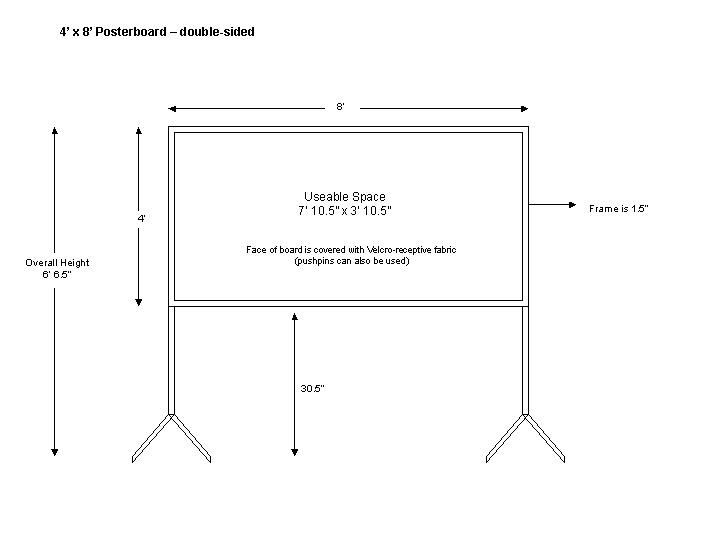 4’ x 8’ Posterboard – double-sided
8’
Useable Space
7’ 10.5” x 3’ 10.5”
Frame is 1.5”
4’
Face of board is covered with Velcro-receptive fabric
(pushpins can also be used)
Overall Height
6’ 6.5”
30.5”